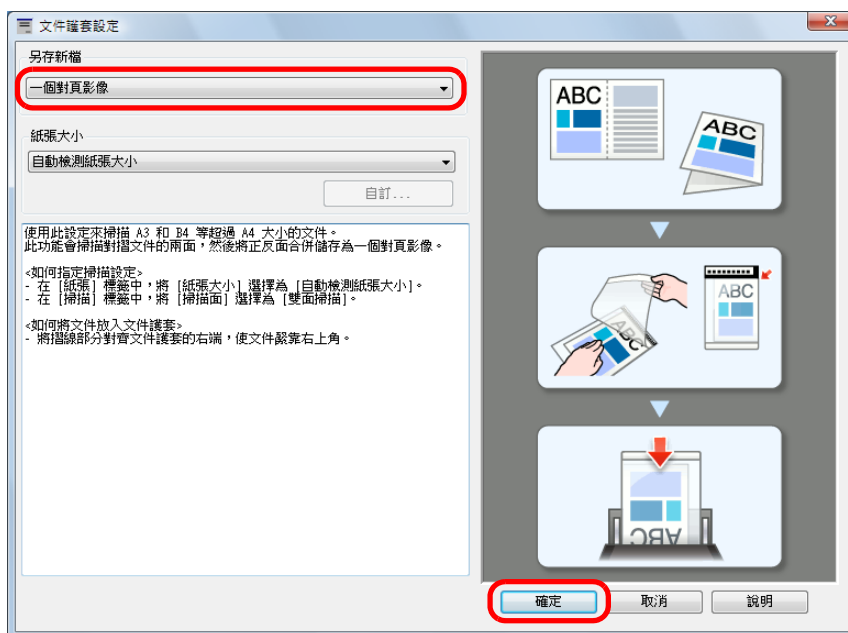 文件護套設定
另存新檔
一個對頁影像
紙張大小
自動檢測紙張大小
自訂...
使用此設定來掃描 A3 和 B4 等超過 A4 大小的文件。
此功能會掃描對摺文件的兩面，然後將正反面合併儲存為一個對頁影像。
<如何指定掃描設定>
- 在 [紙張] 標籤中，將 [紙張大小] 選擇為 [自動檢測紙張大小]。
- 在 [掃描] 標籤中，將 [掃描面] 選擇為 [雙面掃描]。
<如何將文件放入文件護套>
- 將摺線部分對齊文件護套的右端，使文件緊靠右上角。
ABC
ABC
ABC
ABC
ABC
確定
取消
說明